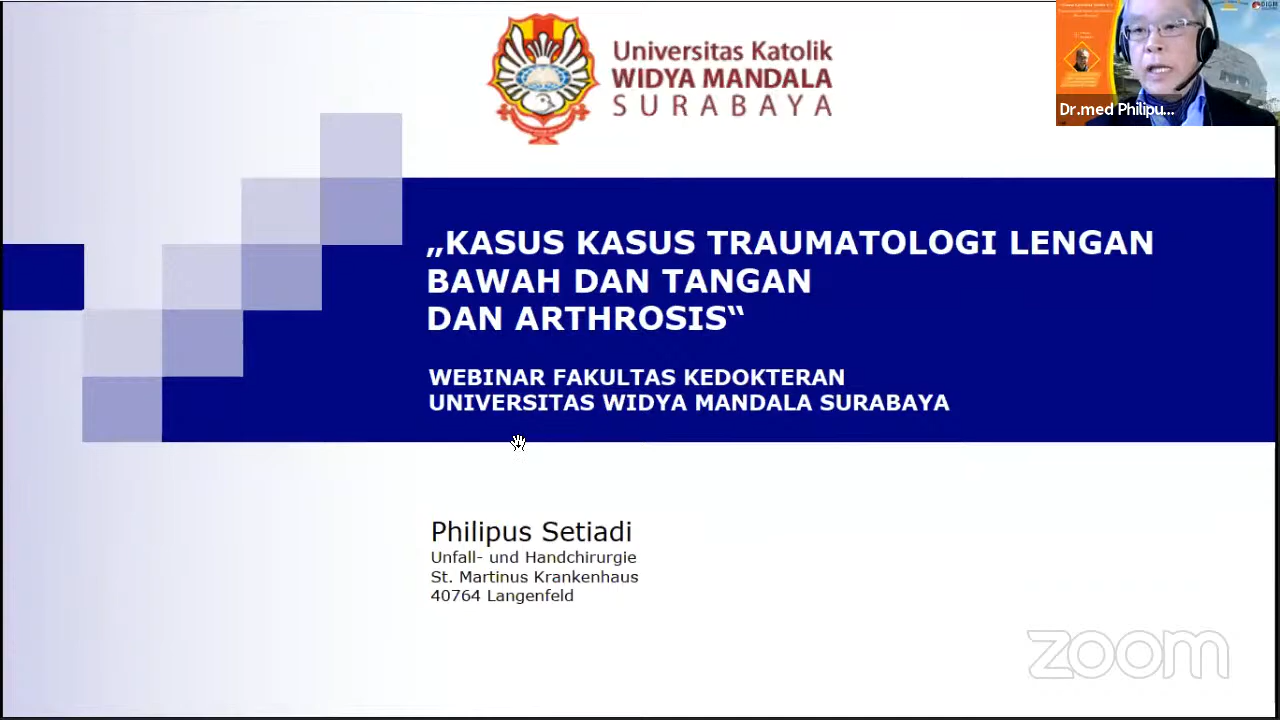 Universitas Katolik
WIDYA MANDALA
SURABAYA
Dr.med Philipu...
„KASUS KASUS TRAUMATOLOGI LENGAN
BAWAH DAN TANGAN
DAN ARTHROSIS“
WEBINAR FAKULTAS KEDOKTERAN
UNIVERSITAS WIDYA MANDALA SURABAYA
Philipus Setiadi
Unfall- und Handchirurgie
St. Martinus Krankenhaus
40764 Langenfeld
zoom